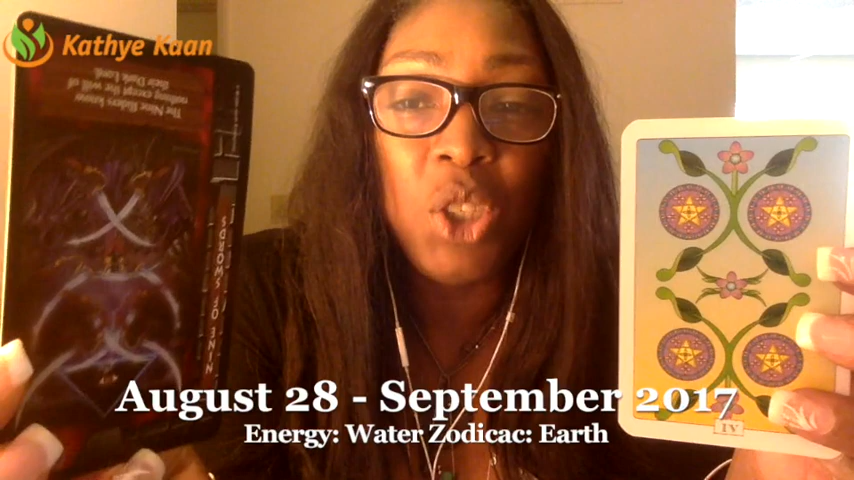 Kathye Kaan
The Nine Riders know
nothing except the will of
their Dark Lord.
NINE OF SWORDS
IV
August 28 - September 2017
Energy: Water Zodicac: Earth